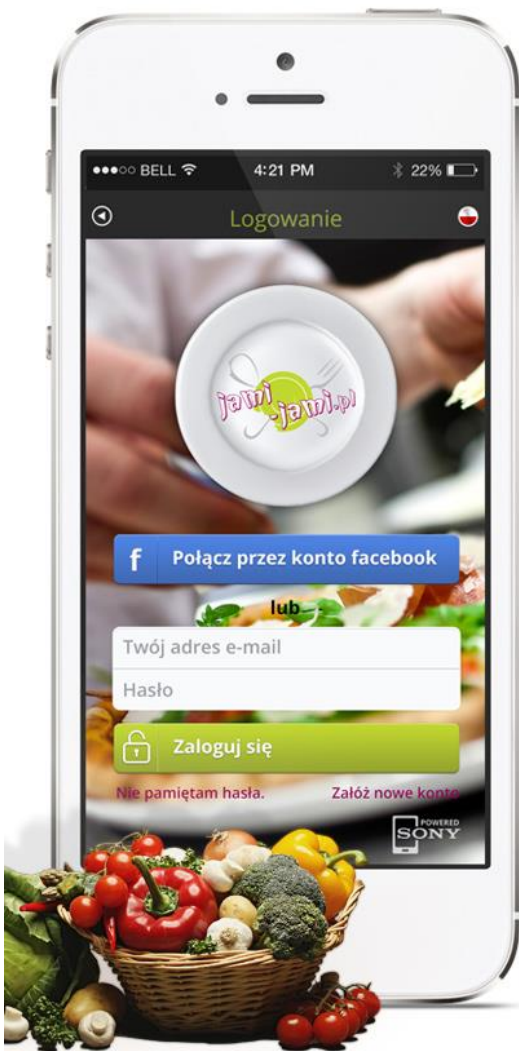 BELL 4:21 PM 22%
Logowanie
jami
-jami.pl
f Połącz przez konto facebook
lub
Twój adres e-mail
Hasło
Zaloguj się
Nie pamiętam hasła. Załóż nowe konto
POWERED
SONY